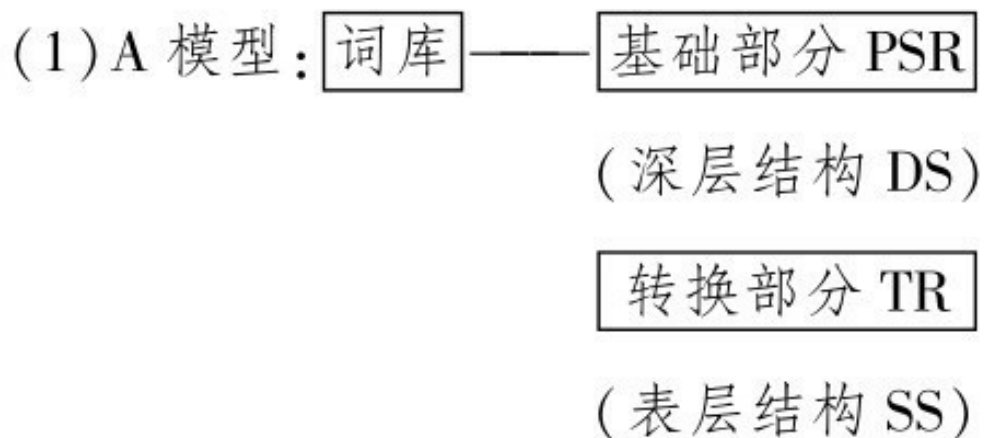 (1)A 模型:词库——基础部分 PSR
(深层结构 DS)
转换部分 TR
(表层结构 SS)